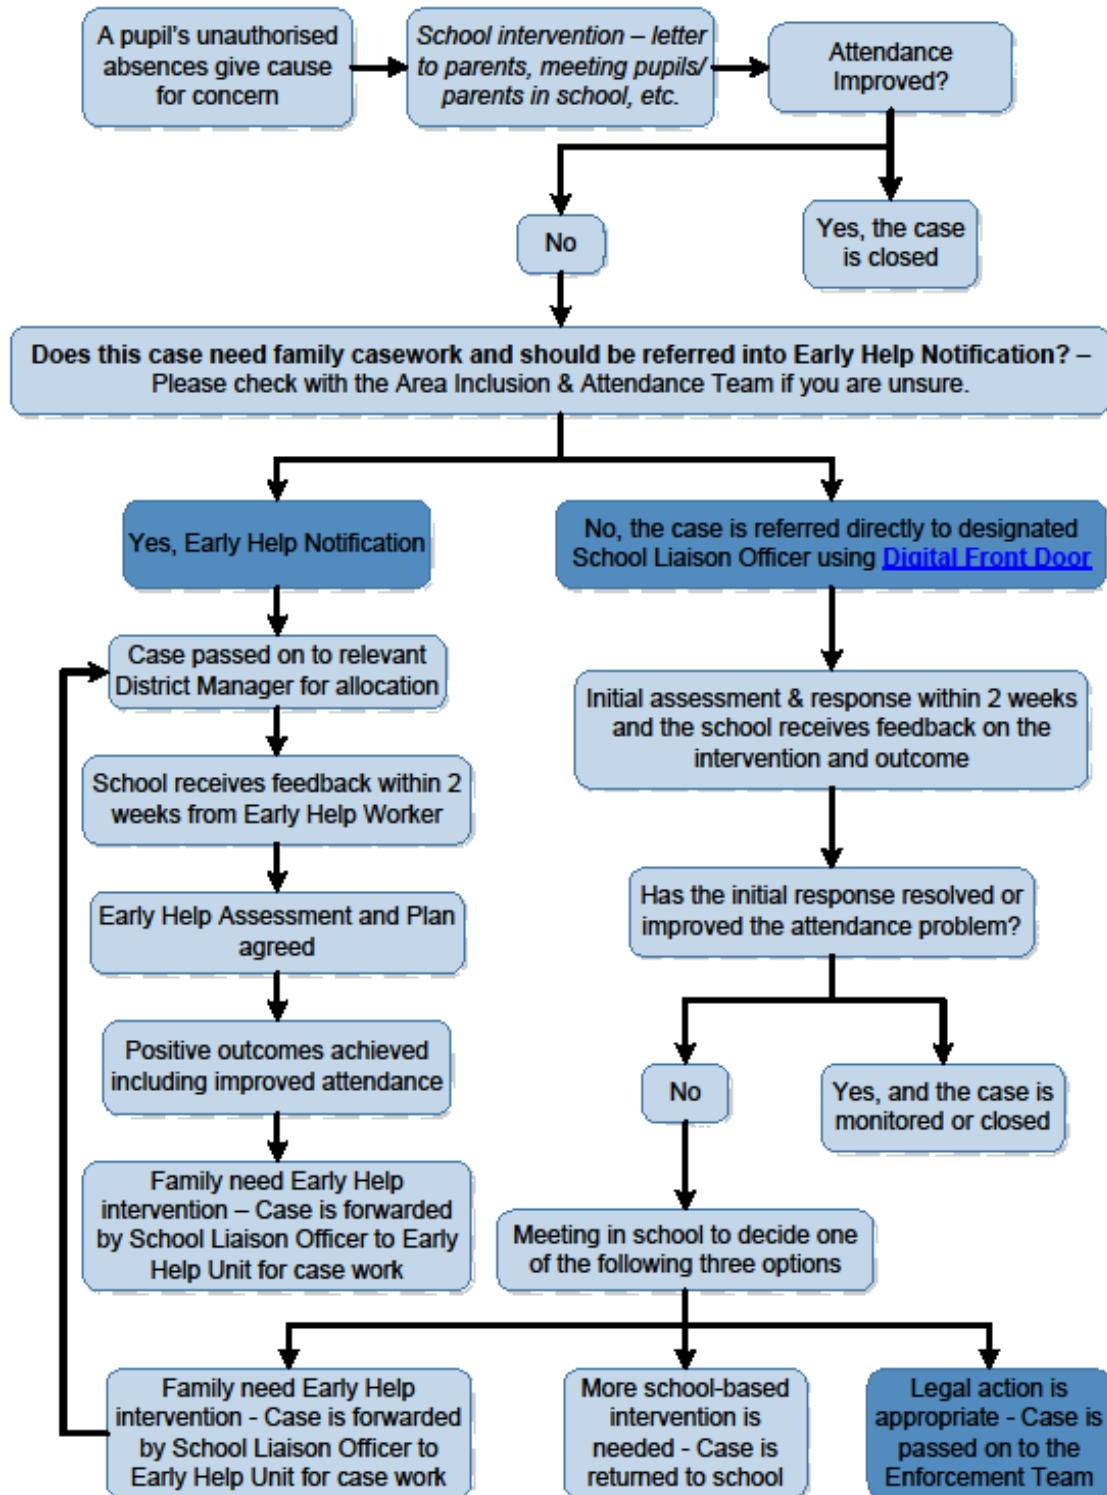 A pupil's unauthorised
absences give cause
for concern
School intervention – letter
to parents, meeting pupils/
parents in school, etc.
Attendance
Improved?
No
Yes, the case
is closed
Does this case need family casework and should be referred into Early Help Notification? –
Please check with the Area Inclusion & Attendance Team if you are unsure.
Yes, Early Help Notification
No, the case is referred directly to designated
School Liaison Officer using Digital Front Door
Case passed on to relevant
District Manager for allocation
Initial assessment & response within 2 weeks
and the school receives feedback on the
intervention and outcome
School receives feedback within 2
weeks from Early Help Worker
Has the initial response resolved or
improved the attendance problem?
Early Help Assessment and Plan
agreed
Positive outcomes achieved
including improved attendance
No
Yes, and the case is
monitored or closed
Family need Early Help
intervention – Case is forwarded
by School Liaison Officer to Early
Help Unit for case work
Meeting in school to decide one
of the following three options
Family need Early Help
intervention - Case is forwarded
by School Liaison Officer to
Early Help Unit for case work
More school-based
intervention is
needed - Case is
returned to school
Legal action is
appropriate - Case is
passed on to the
Enforcement Team